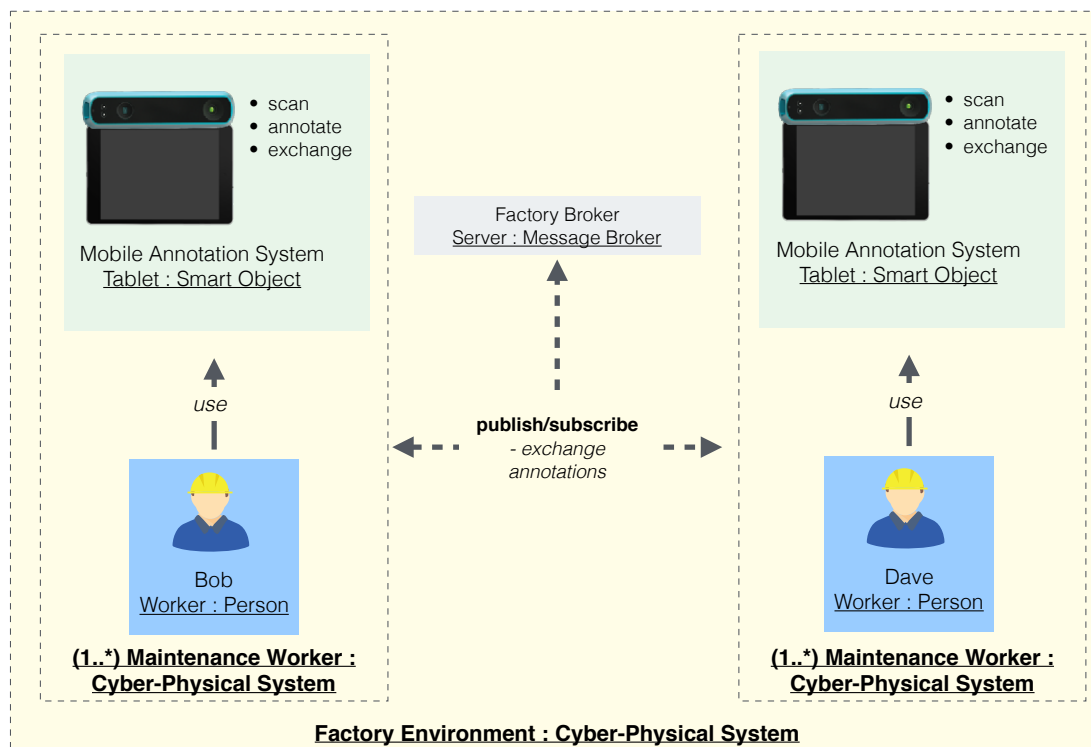 • scan
• annotate
• exchange
Mobile Annotation System
Tablet : Smart Object
use
Bob
Worker : Person
(1..*) Maintenance Worker :
Cyber-Physical System
Factory Broker
Server : Message Broker
publish/subscribe
- exchange
annotations
• scan
• annotate
• exchange
Mobile Annotation System
Tablet : Smart Object
use
Dave
Worker : Person
(1..*) Maintenance Worker :
Cyber-Physical System
Factory Environment : Cyber-Physical System